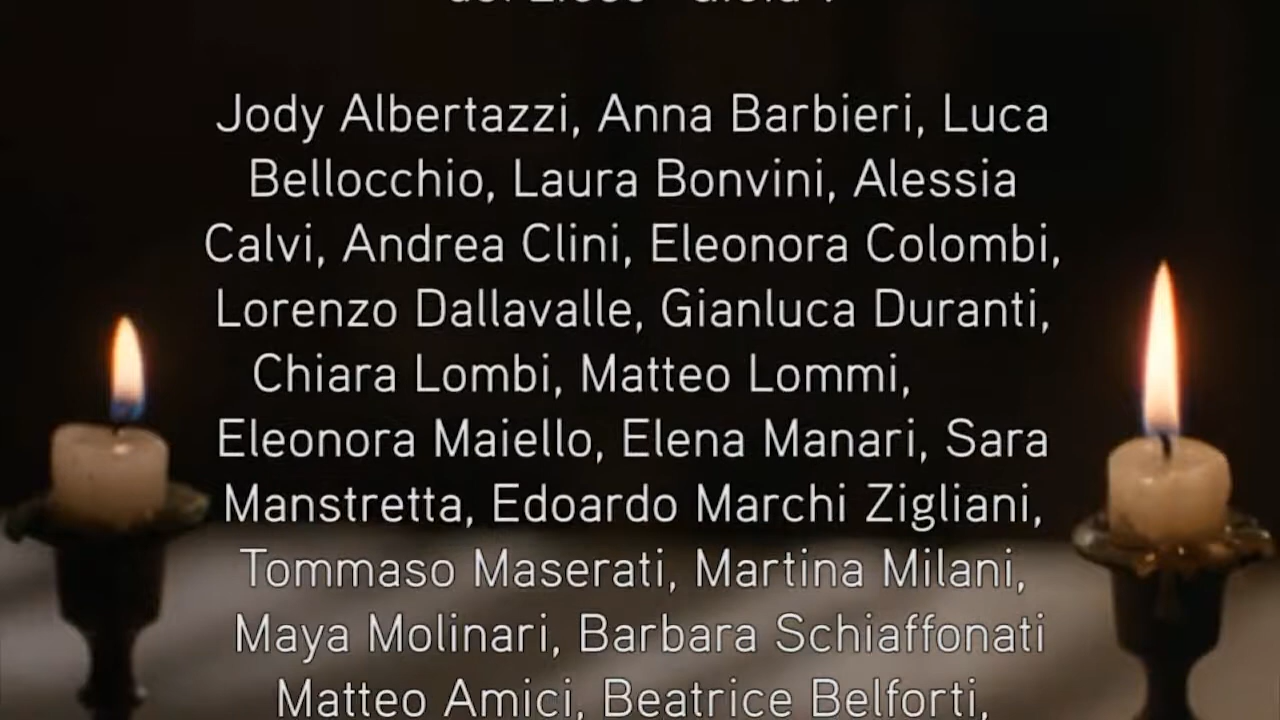 Jody Albertazzi, Anna Barbieri, Luca
Bellocchio, Laura Bonvini, Alessia
Calvi, Andrea Clini, Eleonora Colombi,
Lorenzo Dallavalle, Gianluca Duranti,
Chiara Lombi, Matteo Lommi,
Eleonora Maiello, Elena Manari, Sara
Manstretta, Edoardo Marchi Zigliani,
Tommaso Maserati, Martina Milani,
Maya Molinari, Barbara Schiaffonati
Matteo Amici, Beatrice Belforti,